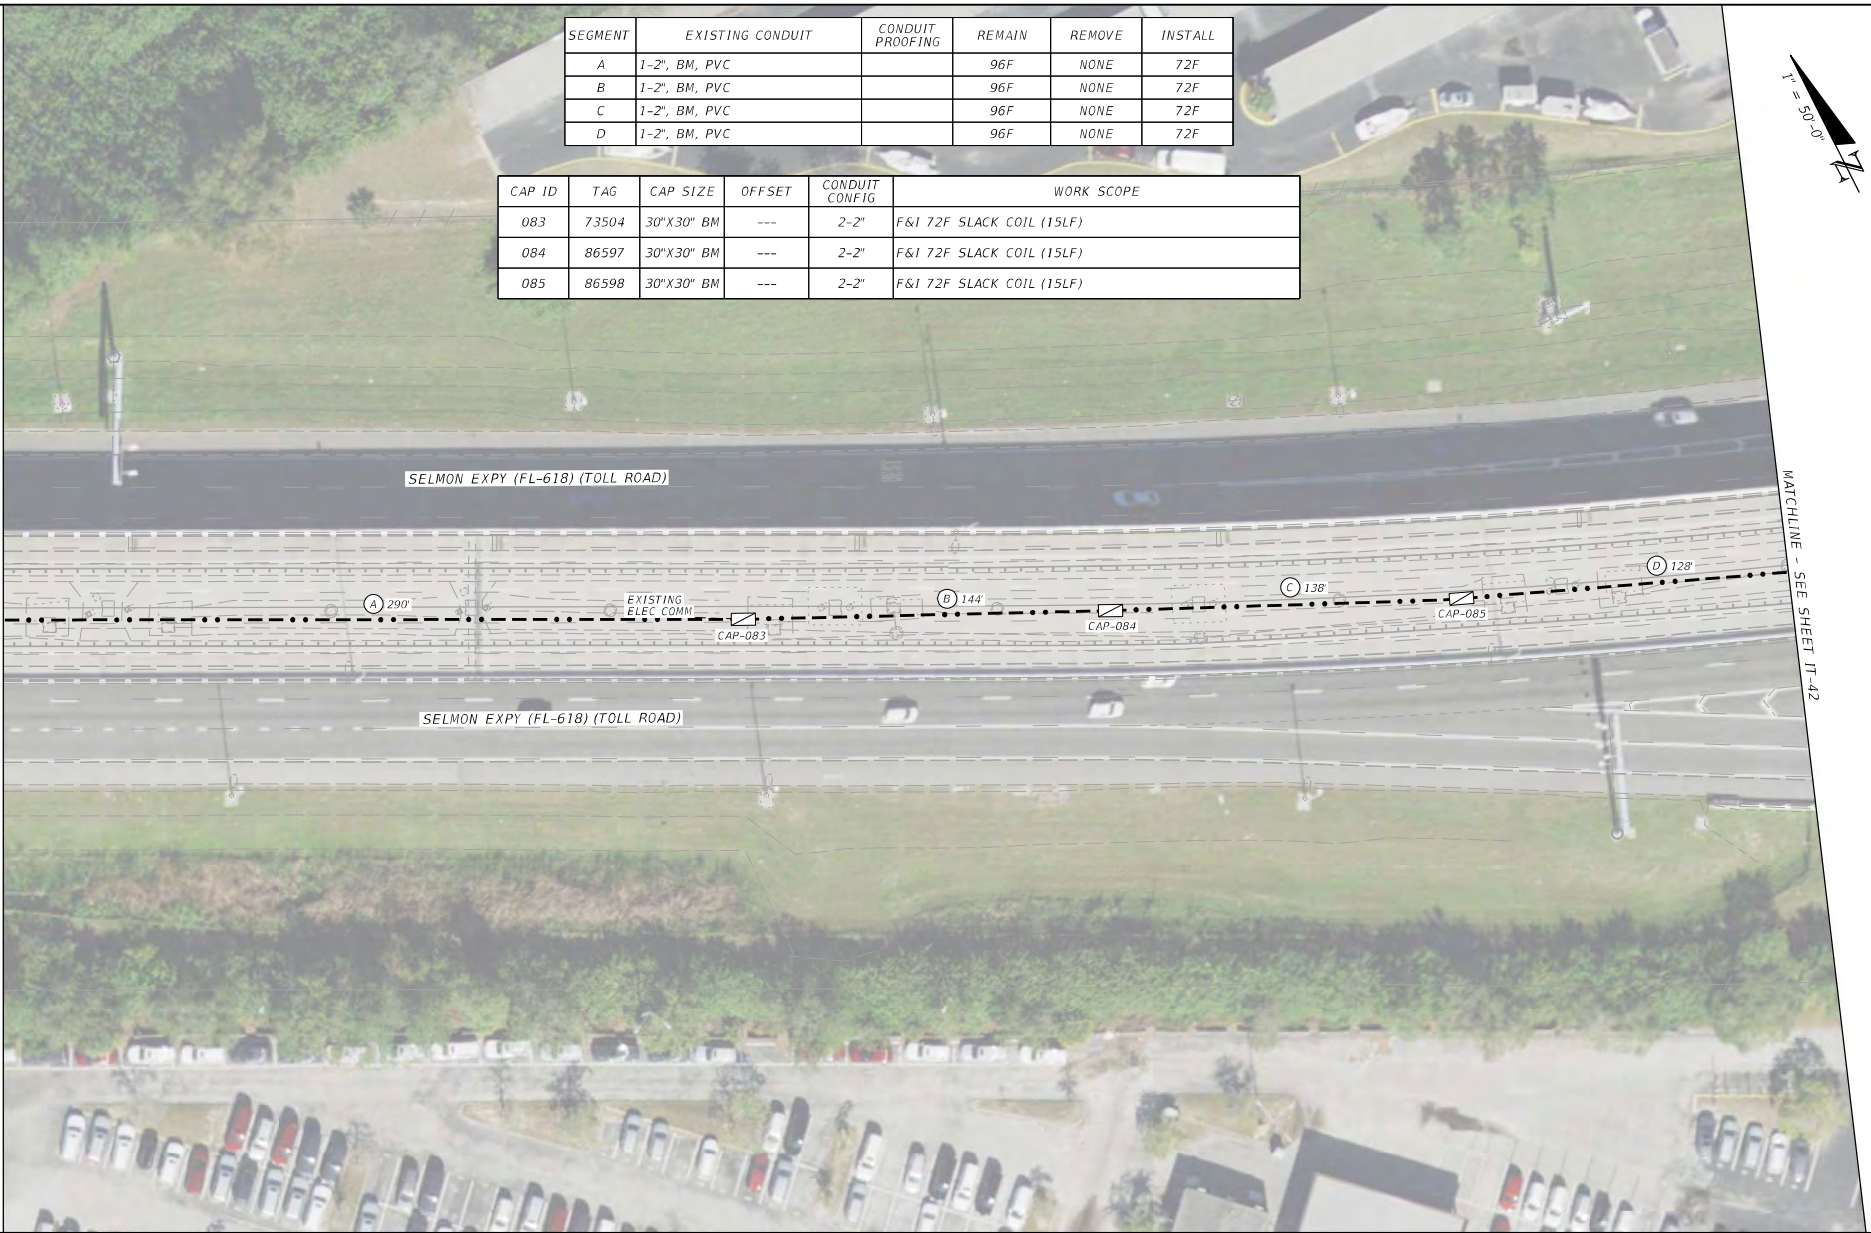 SEGMENT EXISTING CONDUIT CONDUIT PROOFING REMAIN REMOVE INSTALL
A 1-2", BM, PVC 96F NONE 72F
B 1-2", BM, PVC 96F NONE 72F
C 1-2", BM, PVC 96F NONE 72F
D 1-2", BM, PVC 96F NONE 72F
CAP ID TAG CAP SIZE OFFSET CONDUIT CONFIG WORK SCOPE
083 73504 30"X30" BM --- 2-2" F&I 72F SLACK COIL (15LF)
084 86597 30"X30" BM --- 2-2" F&I 72F SLACK COIL (15LF)
085 86598 30"X30" BM --- 2-2" F&I 72F SLACK COIL (15LF)
1" = 50'-0"
N
SELMON EXPY (FL-618) (TOLL ROAD)
A 290'
EXISTING
ELEC COMM
CAP-083
B 144'
CAP-084
C 138'
CAP-085
D 128'
MATCHLINE - SEE SHEET IT-42
SELMON EXPY (FL-618) (TOLL ROAD)